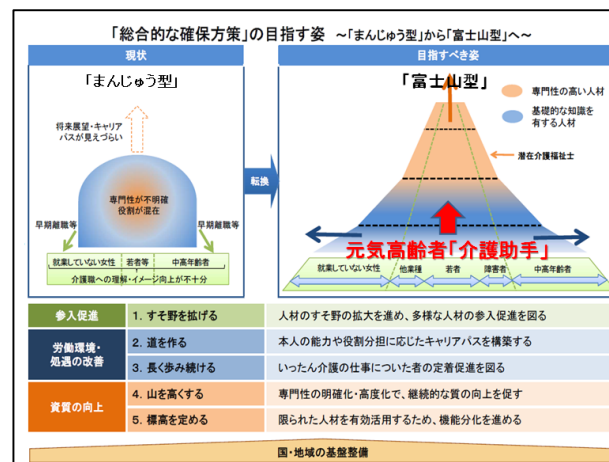 「総合的な確保方策」の目指す姿 ～「まんじゅう型」から「富士山型」へ～
現状
「まんじゅう型」
将来展望・キャリア
パスが見えづらい
専門性が不明確
役割が混在
早期離職等
早期離職等
就業していない女性
若者等
中高年齢者
介護職への理解・イメージ向上が不十分
転換
目指すべき姿
「富士山型」
専門性の高い人材
基礎的な知識を
有する人材
潜在介護福祉士
元気高齢者「介護助手」
就業していない女性
他業種
若者
障害者
中高年齢者
参入促進
1. すそ野を拡げる
人材のすそ野の拡大を進め、多様な人材の参入促進を図る
労働環境・
処遇の改善
2. 道を作る
本人の能力や役割分担に応じたキャリアパスを構築する
3. 長く歩み続ける
いったん介護の仕事についた者の定着促進を図る
資質の向上
4. 山を高くする
専門性の明確化・高度化で、継続的な質の向上を促す
5. 標高を定める
限られた人材を有効活用するため、機能分化を進める
国・地域の基盤整備